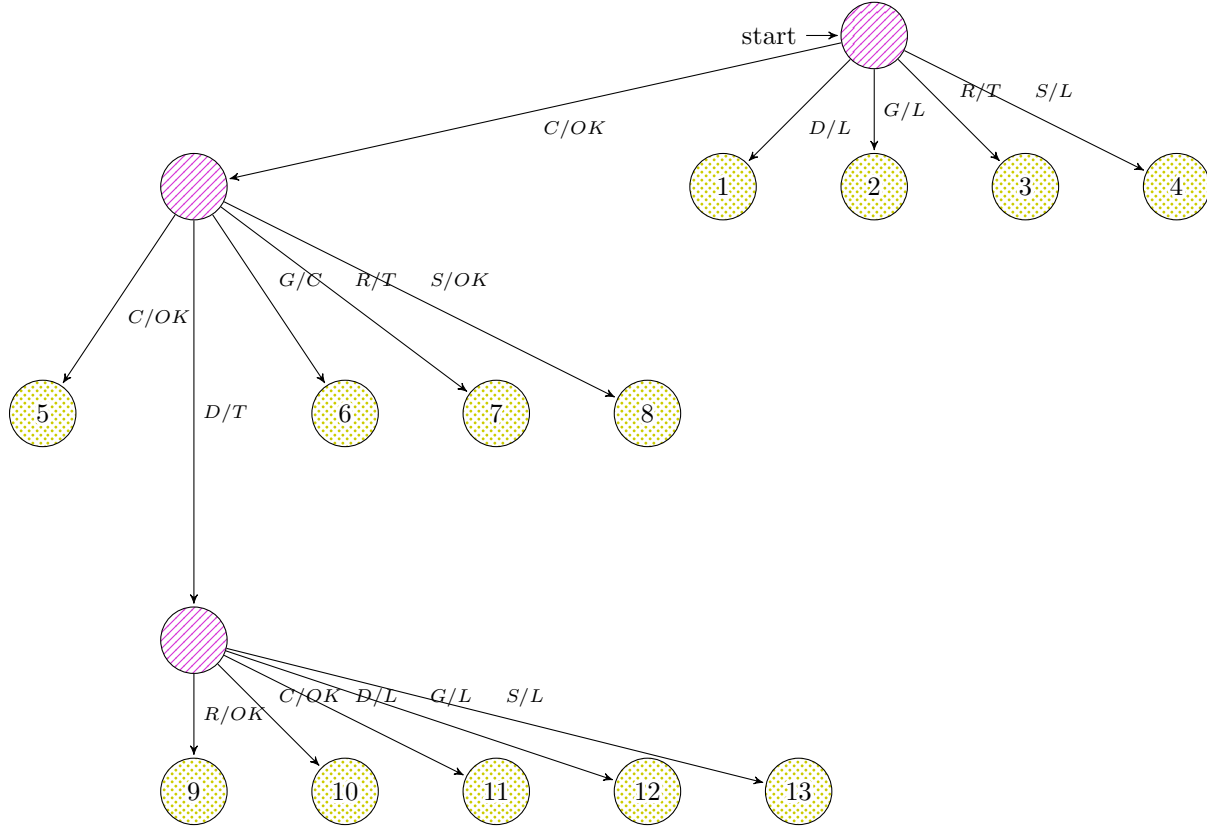 start
C/OK
D/L
G/L
R/T
S/L
1
2
3
4
C/OK
D/T
G/C
R/T
S/OK
5
6
7
8
R/OK
C/OK
D/L
G/L
S/L
9
10
11
12
13